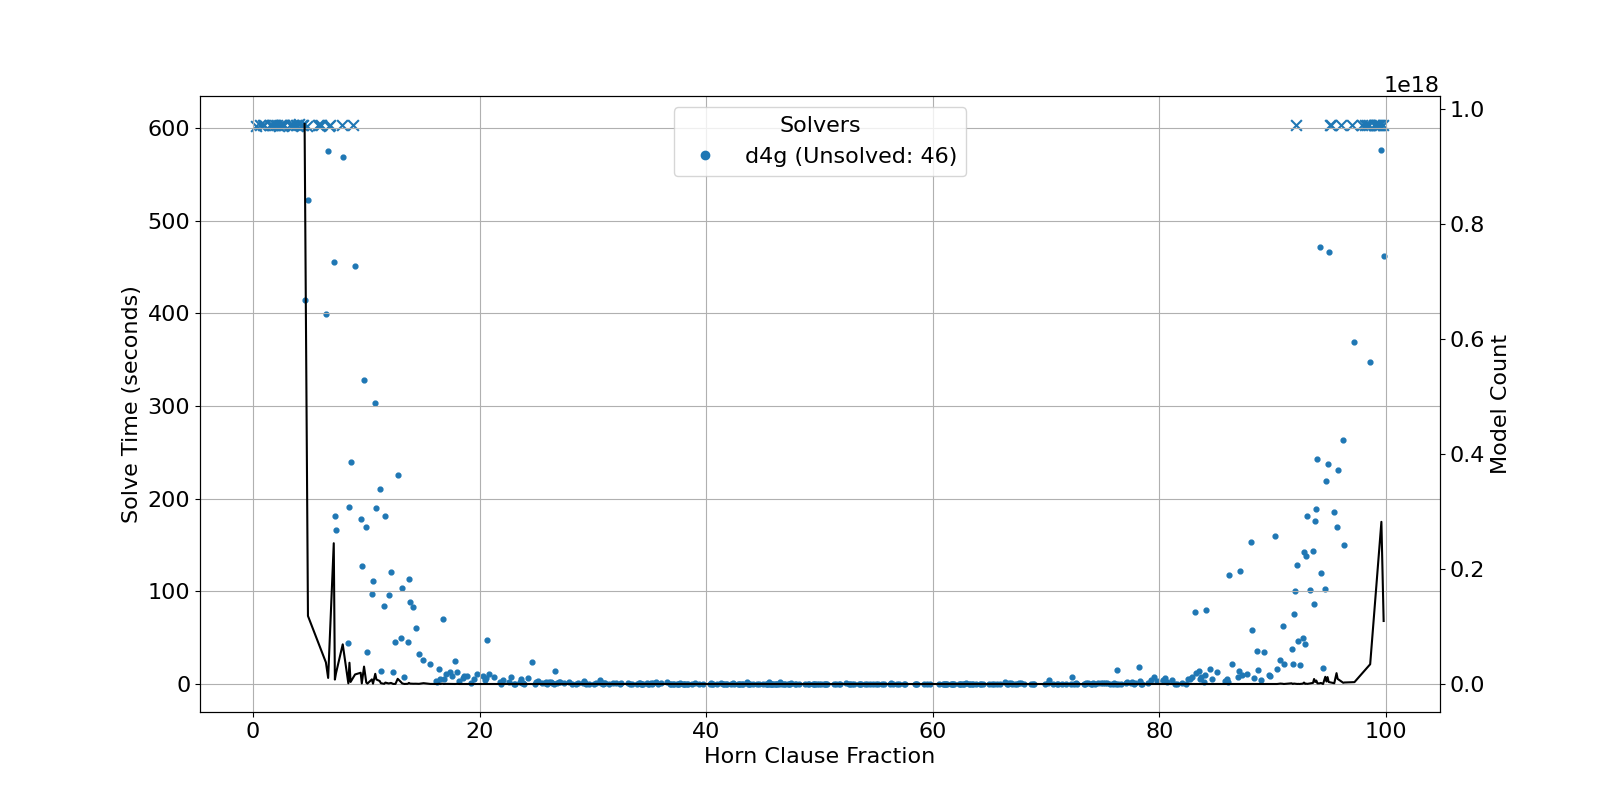 1e18
Solvers
d4g (Unsolved: 46)
600
500
400
300
200
100
0
Solve Time (seconds)
1.0
0.8
0.6
0.4
0.2
0.0
Model Count
0 20 40 60 80 100
Horn Clause Fraction